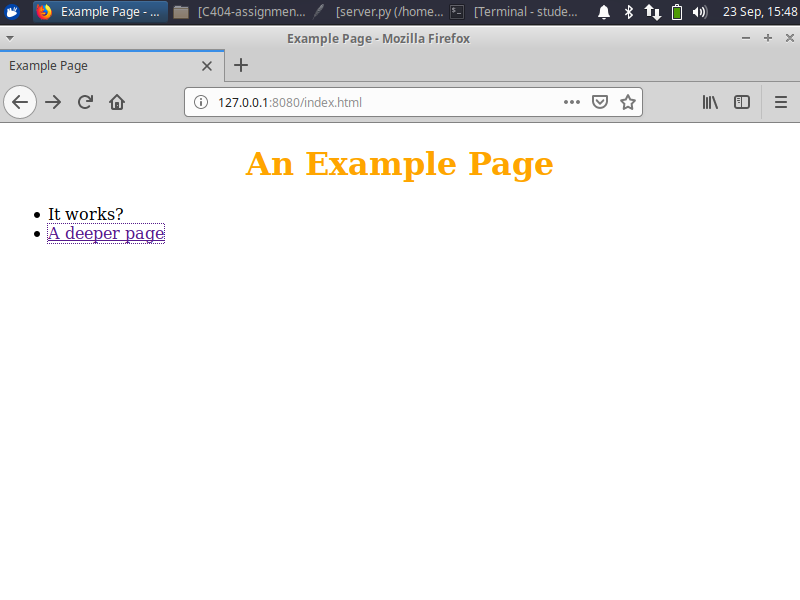 Example Page - ... [C404-assignmen... [server.py (/home... [Terminal - stude... 23 Sep, 15:48
Example Page - Mozilla Firefox
Example Page
127.0.0.1:8080/index.html
An Example Page
• It works?
• A deeper page